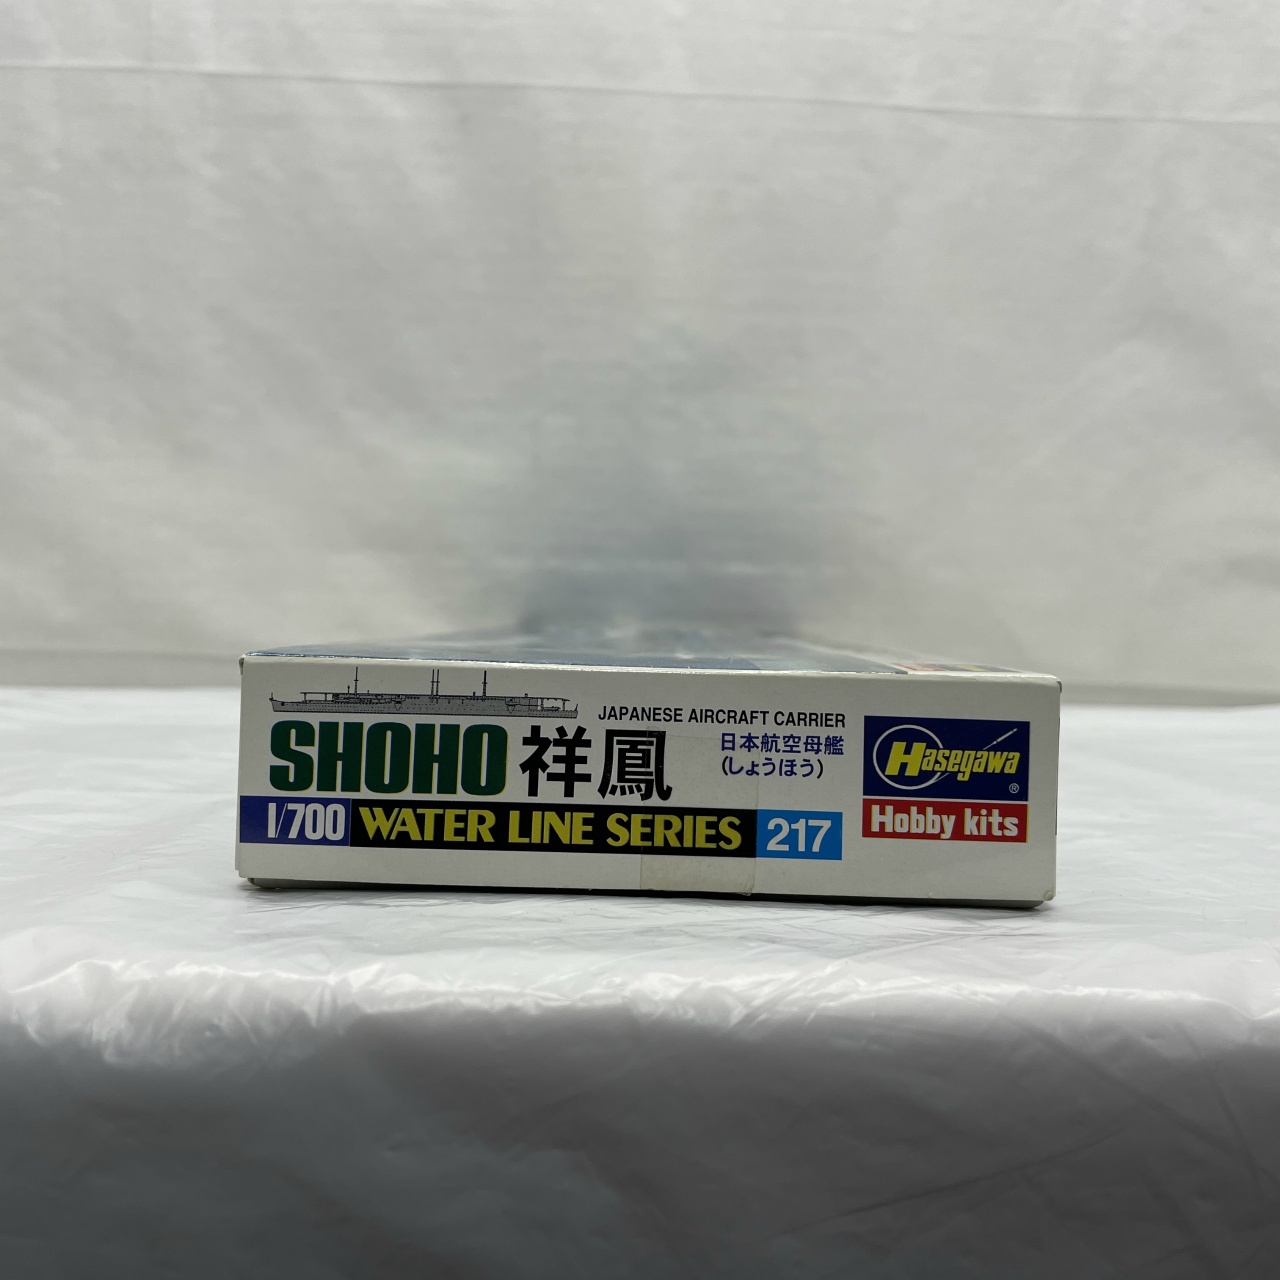 JAPANESE AIRCRAFT CARRIER
SHOHO 祥鳳
日本航空母艦
(しょうほう)
1/700 WATER LINE SERIES 217
Hasegawa ®
Hobby kits